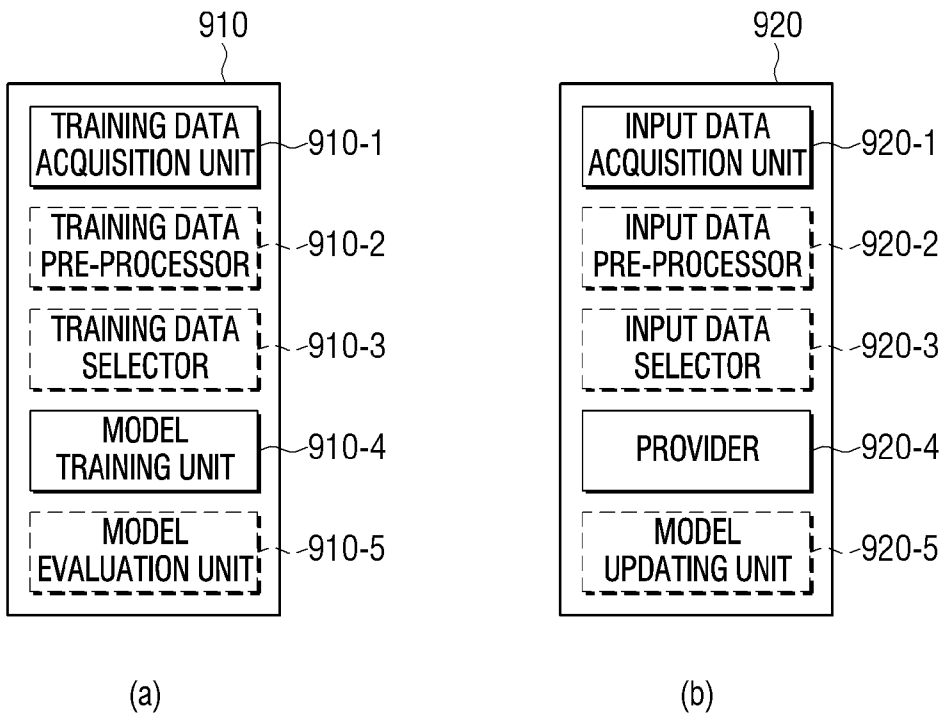 910
TRAINING DATA
ACQUISITION UNIT
910-1
TRAINING DATA
PRE-PROCESSOR
910-2
TRAINING DATA
SELECTOR
910-3
MODEL
TRAINING UNIT
910-4
MODEL
EVALUATION UNIT
910-5
(a)
920
INPUT DATA
ACQUISITION UNIT
920-1
INPUT DATA
PRE-PROCESSOR
920-2
INPUT DATA
SELECTOR
920-3
PROVIDER
920-4
MODEL
UPDATING UNIT
920-5
(b)